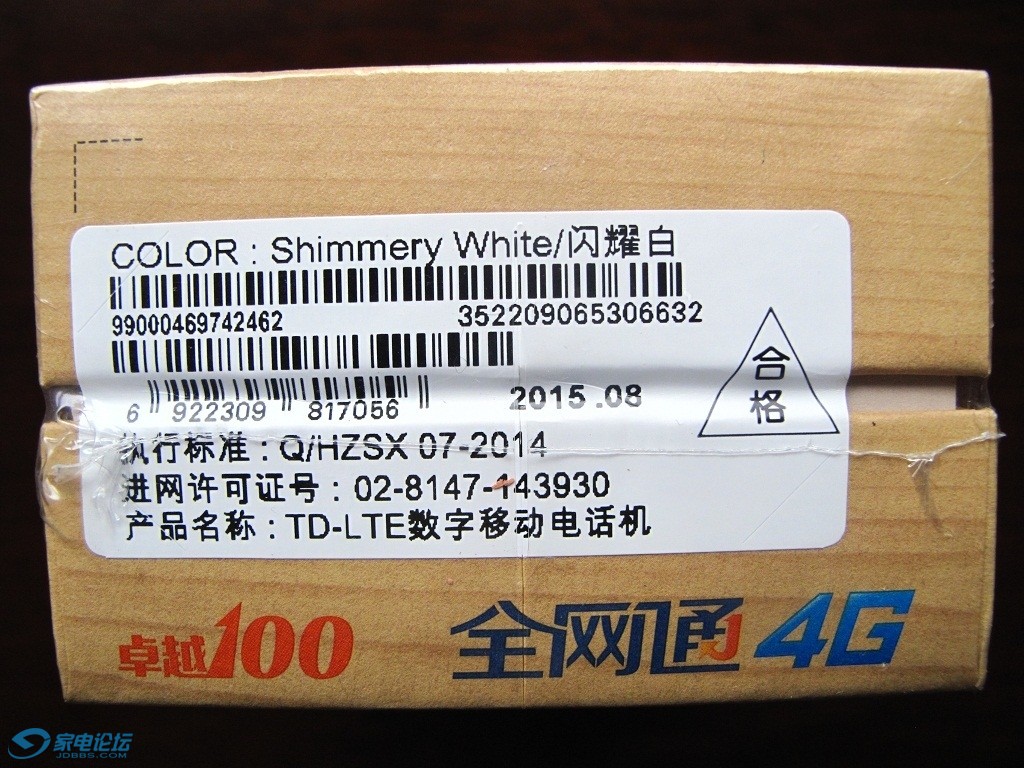 COLOR : Shimmery White/闪耀白
99000469742462 352209065306632
6 922309 817056 2015.08
合格
执行标准 : Q/HZSX 07-2014
进网许可证号 : 02-8147-143930
产品名称 : TD-LTE数字移动电话机
卓越100 全网通4G
家电论坛
JDBBS.COM